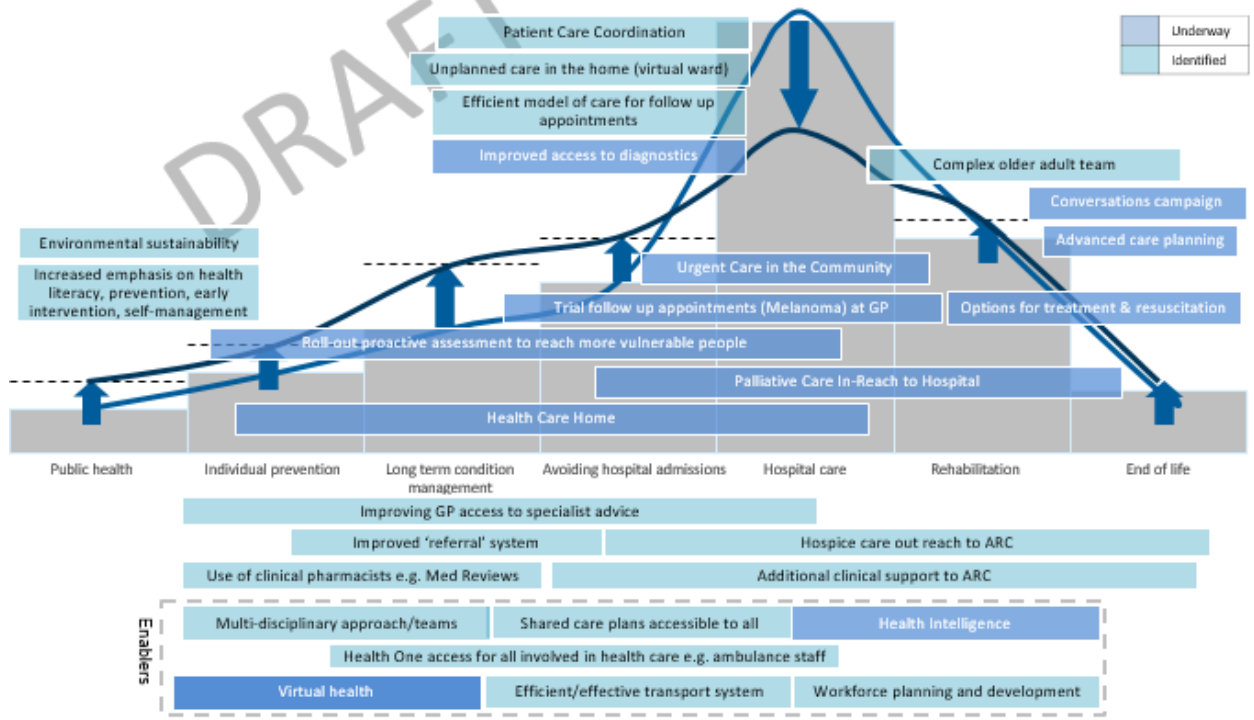 DRAFT
Underway
Identified
Patient Care Coordination
Unplanned care in the home (virtual ward)
Efficient model of care for follow up
appointments
Improved access to diagnostics
Complex older adult team
Conversations campaign
Advanced care planning
Environmental sustainability
Increased emphasis on health
literacy, prevention, early
intervention, self-management
Urgent Care in the Community
Trial follow up appointments (Melanoma) at GP
Options for treatment & resuscitation
Roll-out proactive assessment to reach more vulnerable people
Palliative Care In-Reach to Hospital
Health Care Home
Public health
Individual prevention
Long term condition
management
Avoiding hospital admissions
Hospital care
Rehabilitation
End of life
Improving GP access to specialist advice
Improved ‘referral’ system
Hospice care out reach to ARC
Use of clinical pharmacists e.g. Med Reviews
Additional clinical support to ARC
Enablers
Multi-disciplinary approach/teams
Shared care plans accessible to all
Health Intelligence
Health One access for all involved in health care e.g. ambulance staff
Virtual health
Efficient/effective transport system
Workforce planning and development